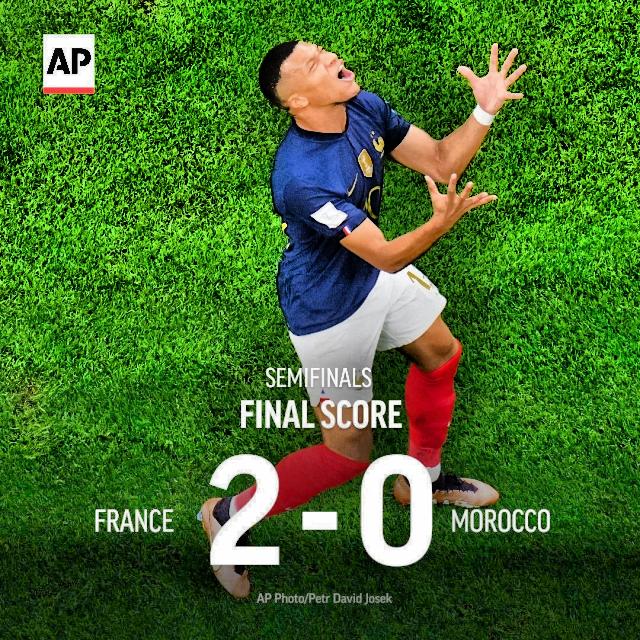 AP
SEMIFINALS
FINAL SCORE
FRANCE 2-0 MOROCCO
AP Photo/Petr David Josek